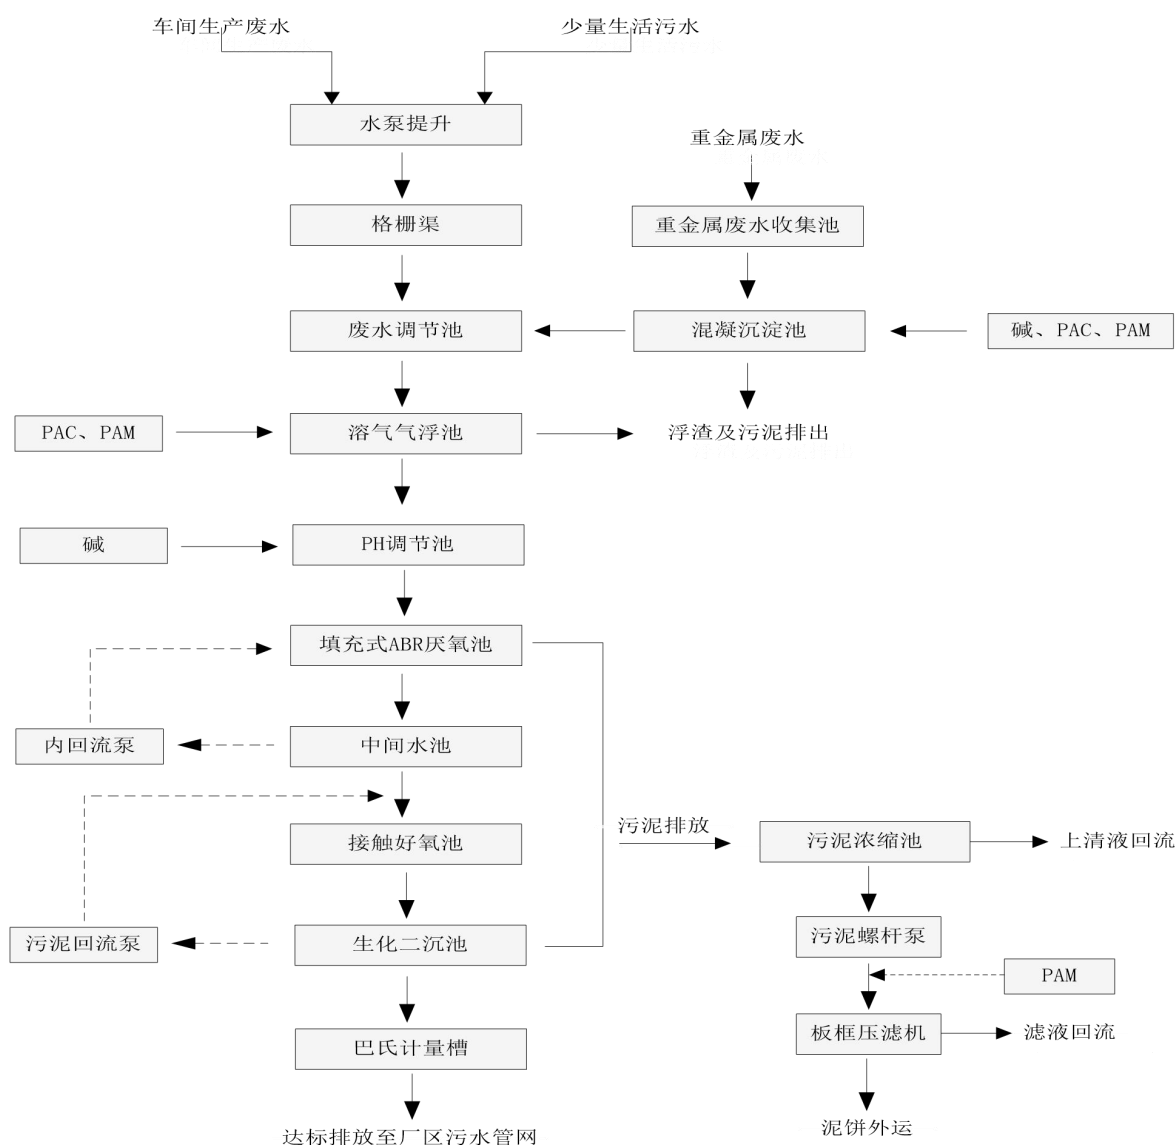 车间生产废水
少量生活污水
水泵提升
重金属废水
格栅渠
重金属废水收集池
废水调节池
混凝沉淀池
碱、PAC、PAM
PAC、PAM
溶气气浮池
浮渣及污泥排出
碱
PH调节池
填充式ABR厌氧池
内回流泵
中间水池
接触好氧池
污泥排放
污泥浓缩池
上清液回流
污泥回流泵
生化二沉池
污泥螺杆泵
PAM
巴氏计量槽
板框压滤机
滤液回流
达标排放至厂区污水管网
泥饼外运